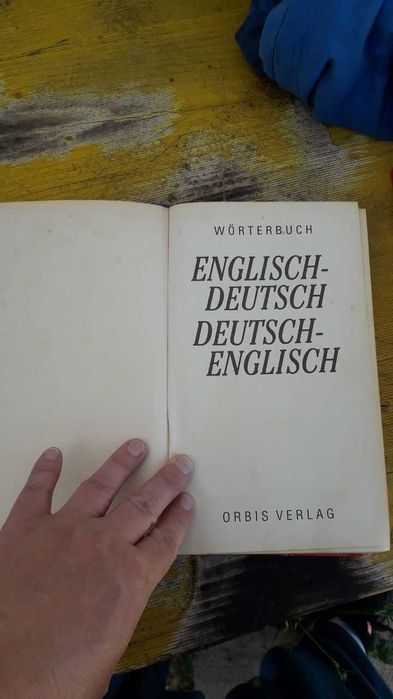 WÖRTERBUCH
ENGLISCH-
DEUTSCH
DEUTSCH-
ENGLISCH
ORBIS VERLAG